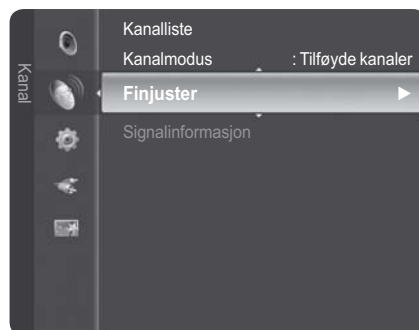 Kanal
Kanalliste
Kanalmodus : Tilføyde kanaler
Finjuster ►
Signalinformasjon